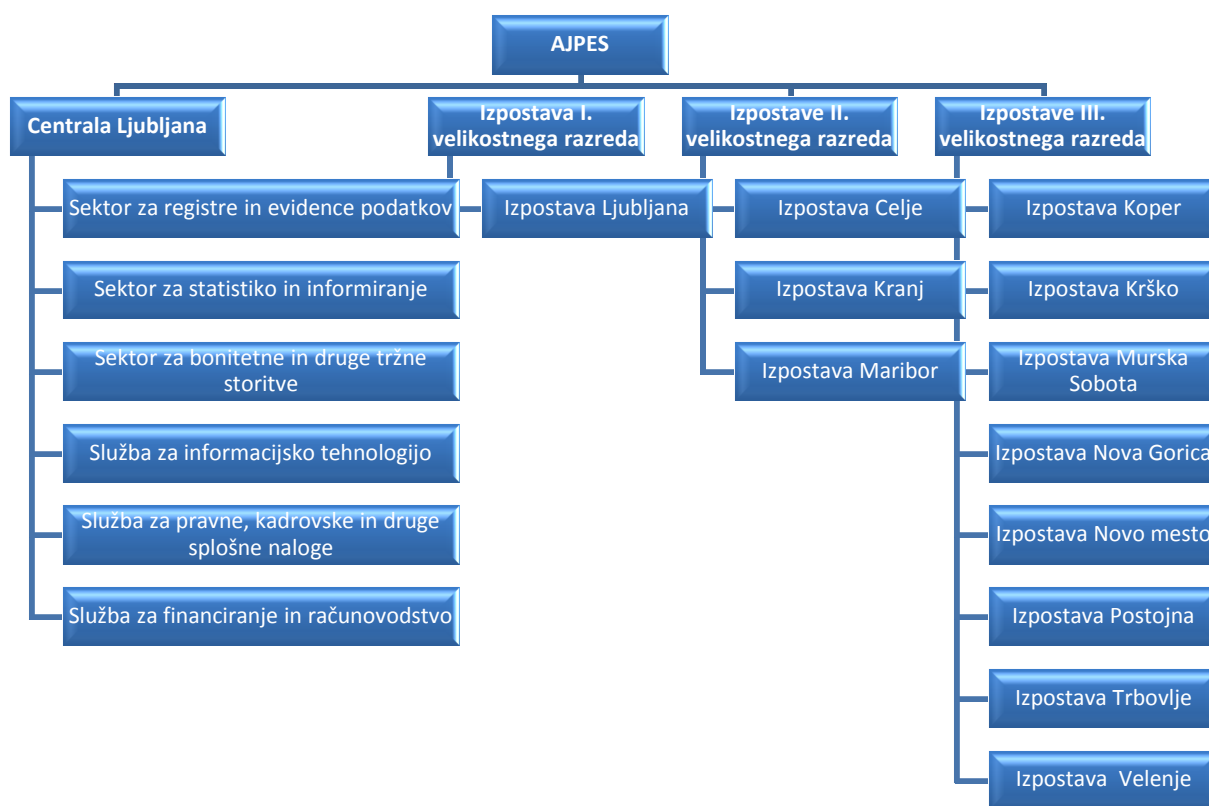 AJPES
Centrala Ljubljana
Sektor za registre in evidence podatkov
Sektor za statistiko in informiranje
Sektor za bonitetne in druge tržne
storitve
Služba za informacijsko tehnologijo
Služba za pravne, kadrovske in druge
splošne naloge
Služba za financiranje in računovodstvo
Izpostava I.
velikostnega razreda
Izpostava Ljubljana
Izpostave II.
velikostnega razreda
Izpostava Celje
Izpostava Kranj
Izpostava Maribor
Izpostave III.
velikostnega razreda
Izpostava Koper
Izpostava Krško
Izpostava Murska
Sobota
Izpostava Nova Gorica
Izpostava Novo mesto
Izpostava Postojna
Izpostava Trbovlje
Izpostava Velenje